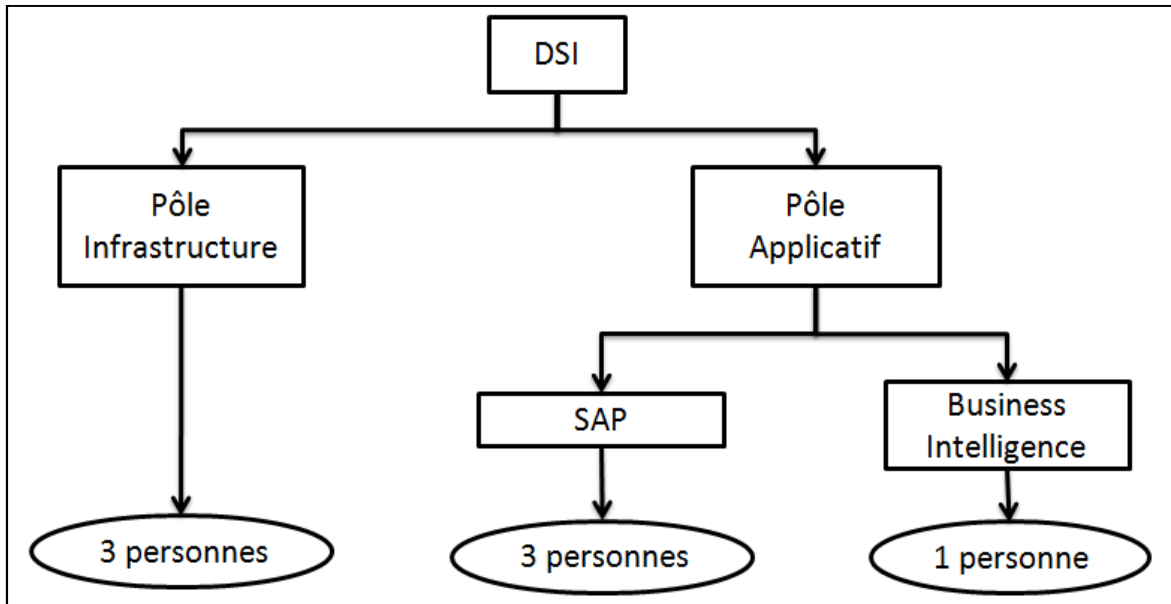 DSI
Pôle
Infrastructure
Pôle
Applicatif
SAP
Business
Intelligence
3 personnes
3 personnes
1 personne